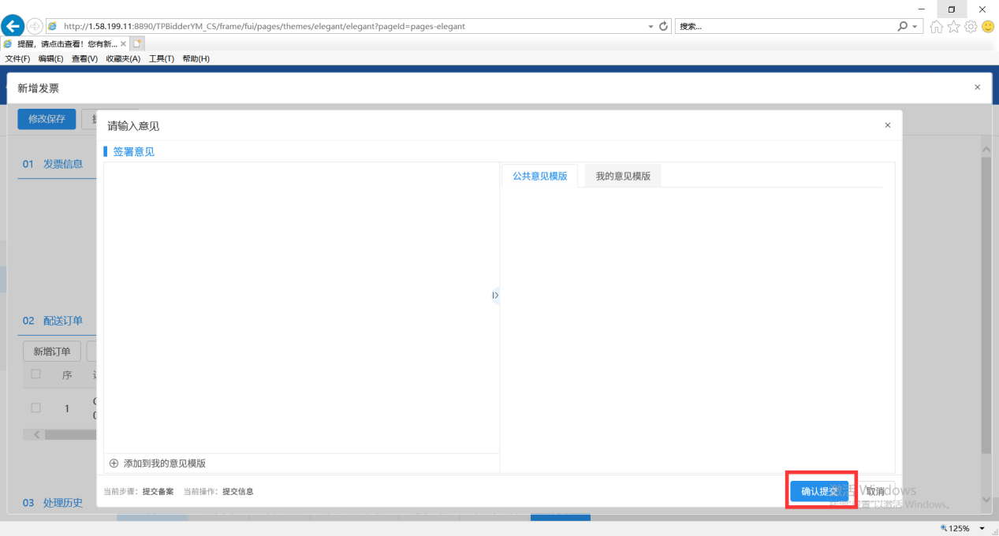 http://1.58.199.11:8890/TPBidderYM_CS/frame/fui/pages/themes/elegant/elegant?pageId=pages-elegant
搜索...
提醒，请点击查看！您有新...
文件(F) 编辑(E) 查看(V) 收藏夹(A) 工具(T) 帮助(H)
新增发票
修改保存
请输入意见
签署意见
01 发票信息
公共意见模版 我的意见模版
02 配送订单
新增订单
序
1
添加到我的意见模版
当前步骤：提交备案 当前操作：提交信息
确认提交 取消
激活 Windows
转到"设置"以激活 Windows。
03 处理历史
125%